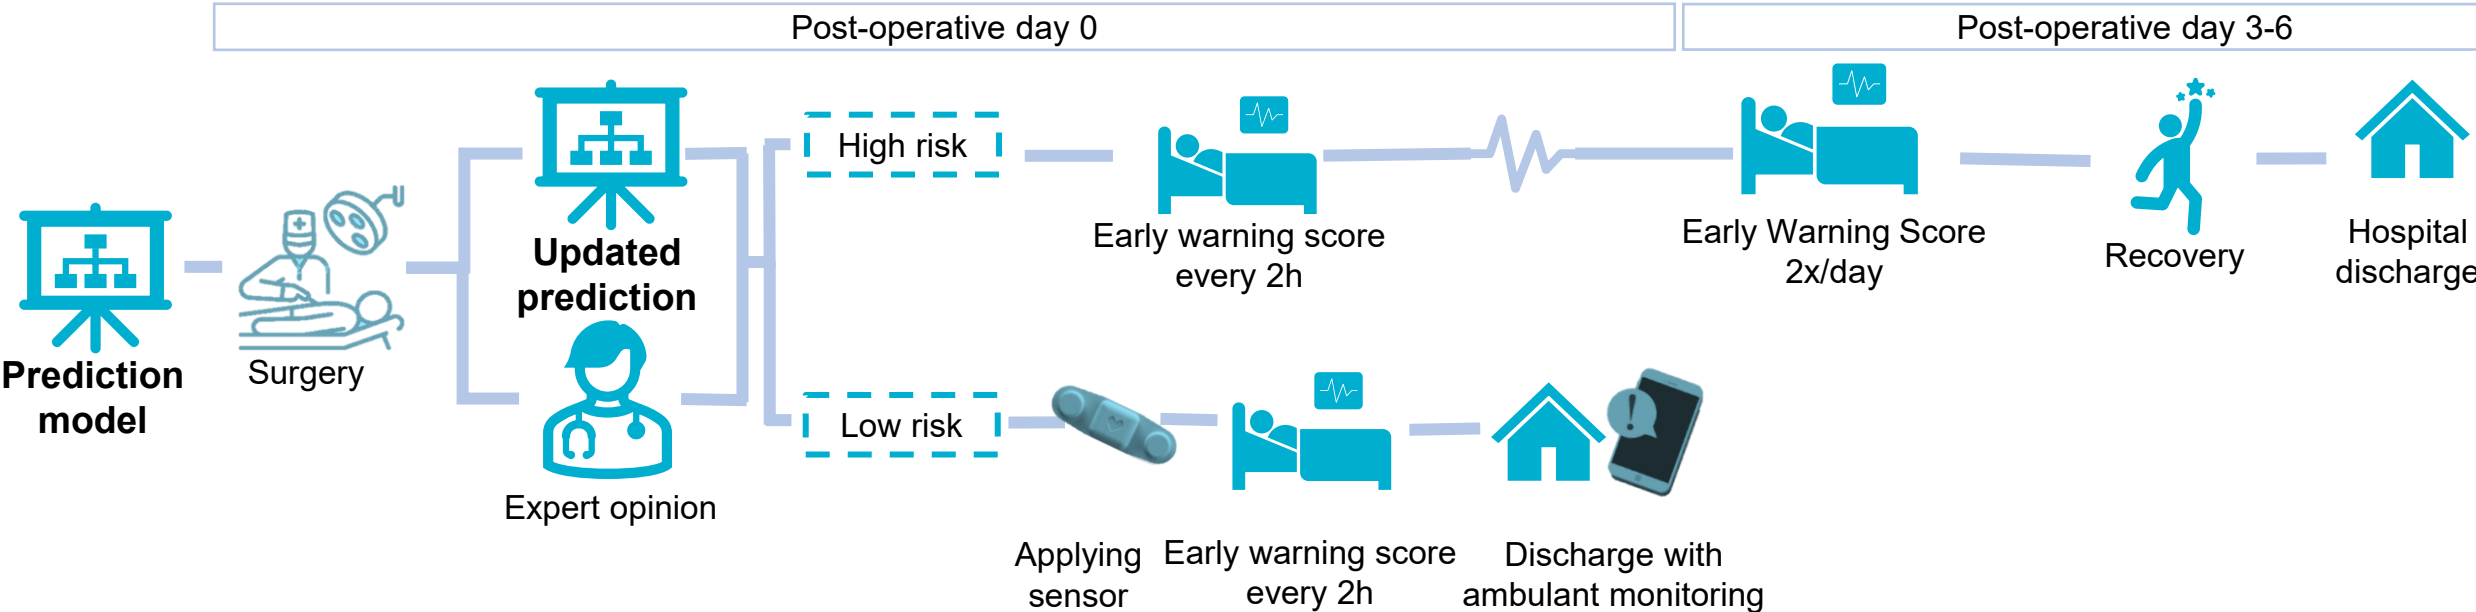 Post-operative day 0
Post-operative day 3-6
Prediction
model
Surgery
Updated
prediction
Expert opinion
High risk
Early warning score
every 2h
Early Warning Score
2x/day
Recovery
Hospital
discharge
Low risk
Applying
sensor
Early warning score
every 2h
Discharge with
ambulant monitoring